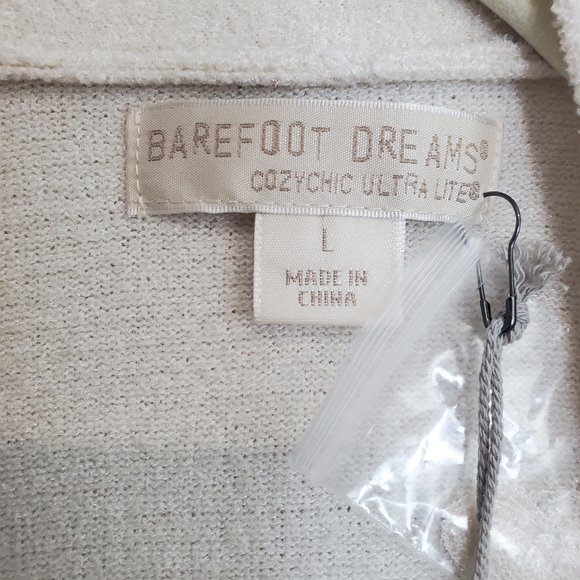 BAREFOOT DREAMS®
COZYCHIC ULTRA LITE®
L
MADE IN
CHINA